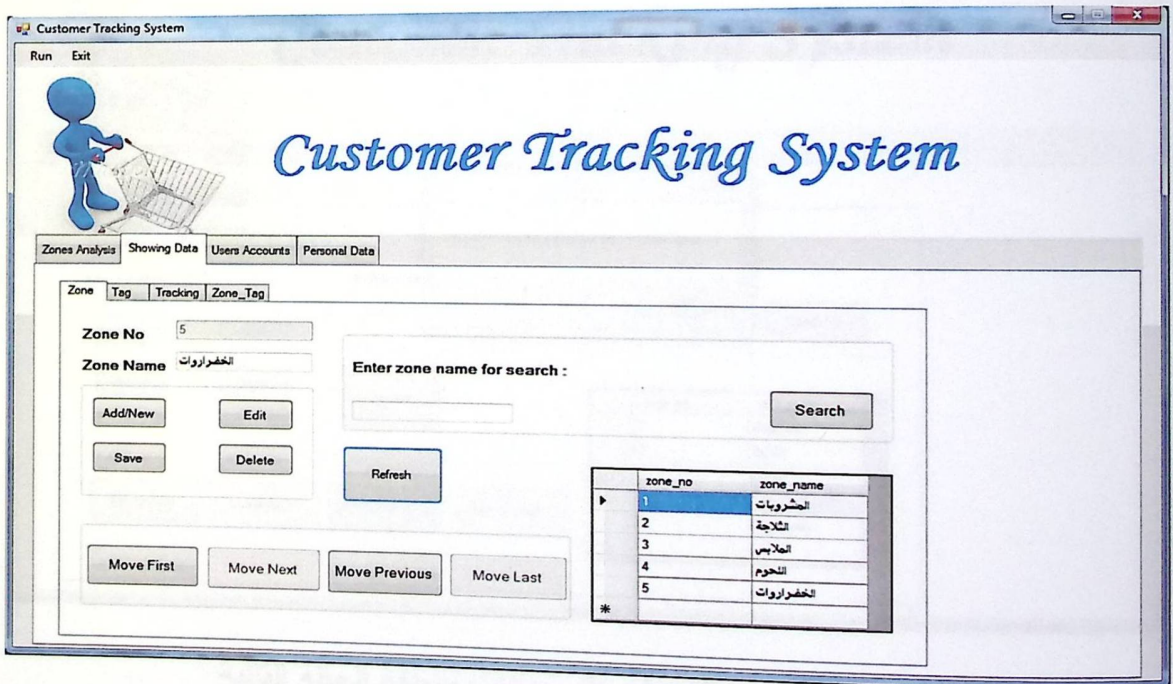 Customer Tracking System
Run Exit
Customer Tracking System
Zones Analysis Showing Data Users Accounts Personal Data
Zone Tag Tracking Zone_Tag
Zone No 5
Zone Name الخضراروات
Enter zone name for search :
Add/New Edit
Search
Save Delete
Refresh
zone_no zone_name
1 المشروبات
2 الثلاجة
3 الملابس
4 اللحوم
5 الخضراروات
Move First Move Next Move Previous Move Last